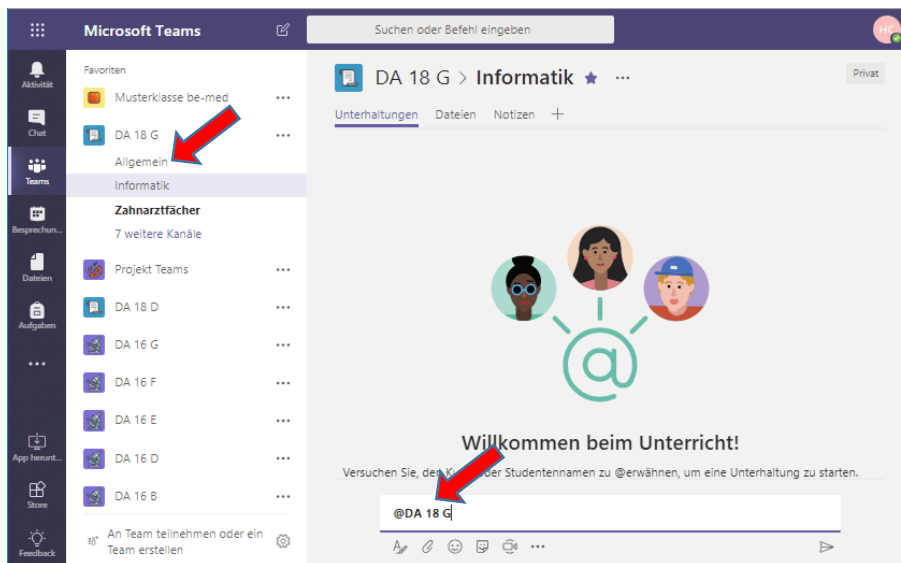 Microsoft Teams
Suchen oder Befehl eingeben
HC
Aktivität
Chat
Teams
Besprechun...
Dateien
Aufgaben
App herunt...
Store
Feedback
Favoriten
Musterklasse be-med
DA 18 G
Allgemein
Informatik
Zahnarztfächer
7 weitere Kanäle
Projekt Teams
DA 18 D
DA 16 G
DA 16 F
DA 16 E
DA 16 D
DA 16 B
An Team teilnehmen oder ein
Team erstellen
DA 18 G > Informatik
Privat
Unterhaltungen Dateien Notizen
@
Willkommen beim Unterricht!
Versuchen Sie, den oder Studentennamen zu @erwähnen, um eine Unterhaltung zu starten.
@DA 18 G